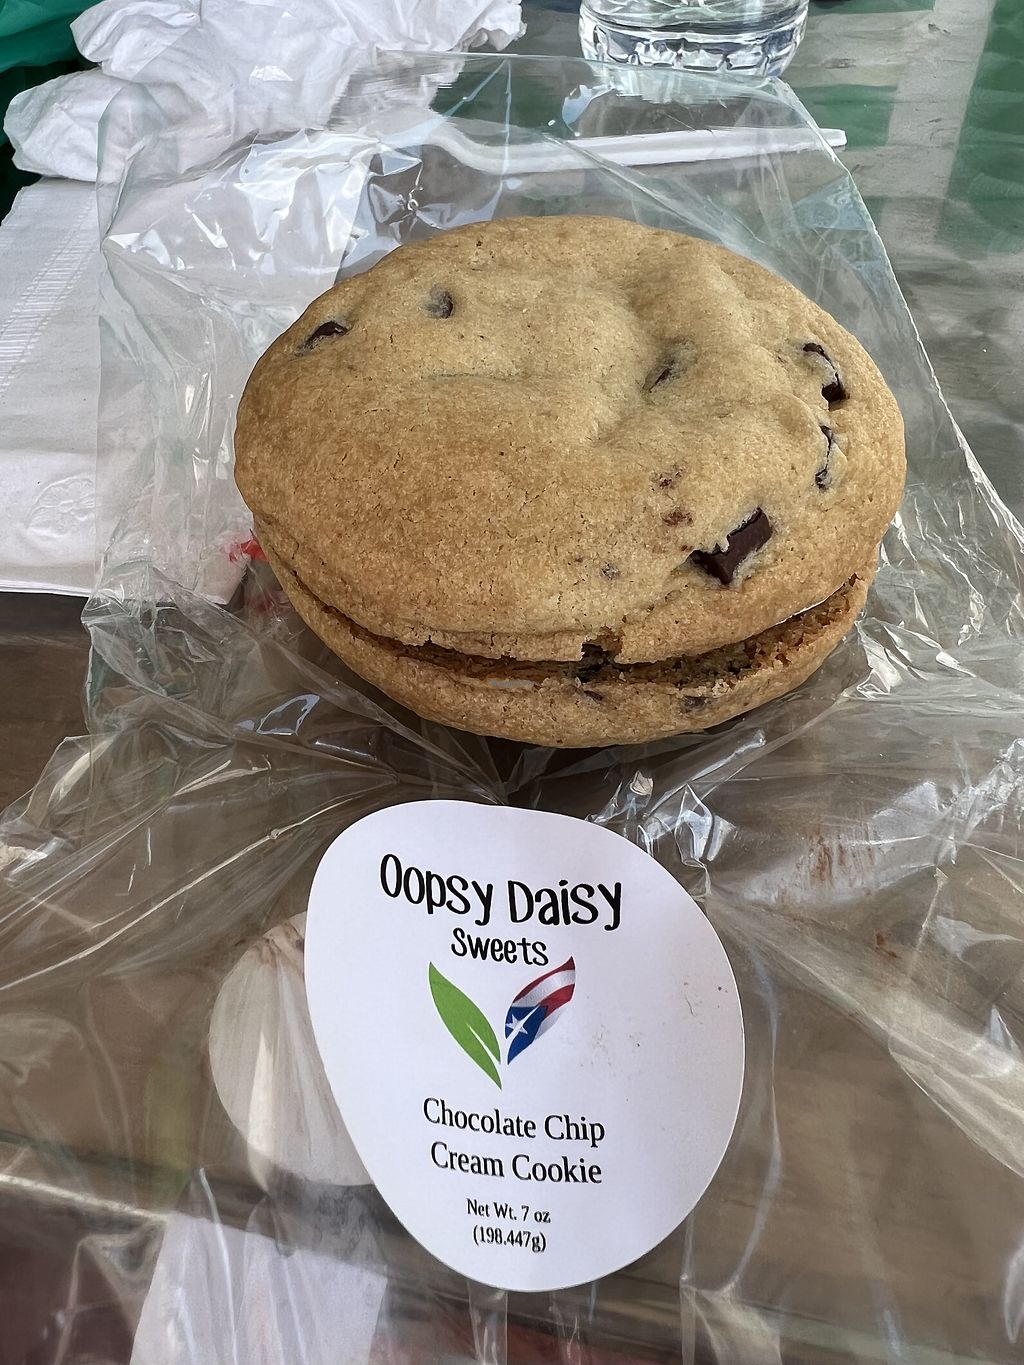 Oopsy Daisy
Sweets
Chocolate Chip
Cream Cookie
Net Wt. 7 oz
(198.447g)